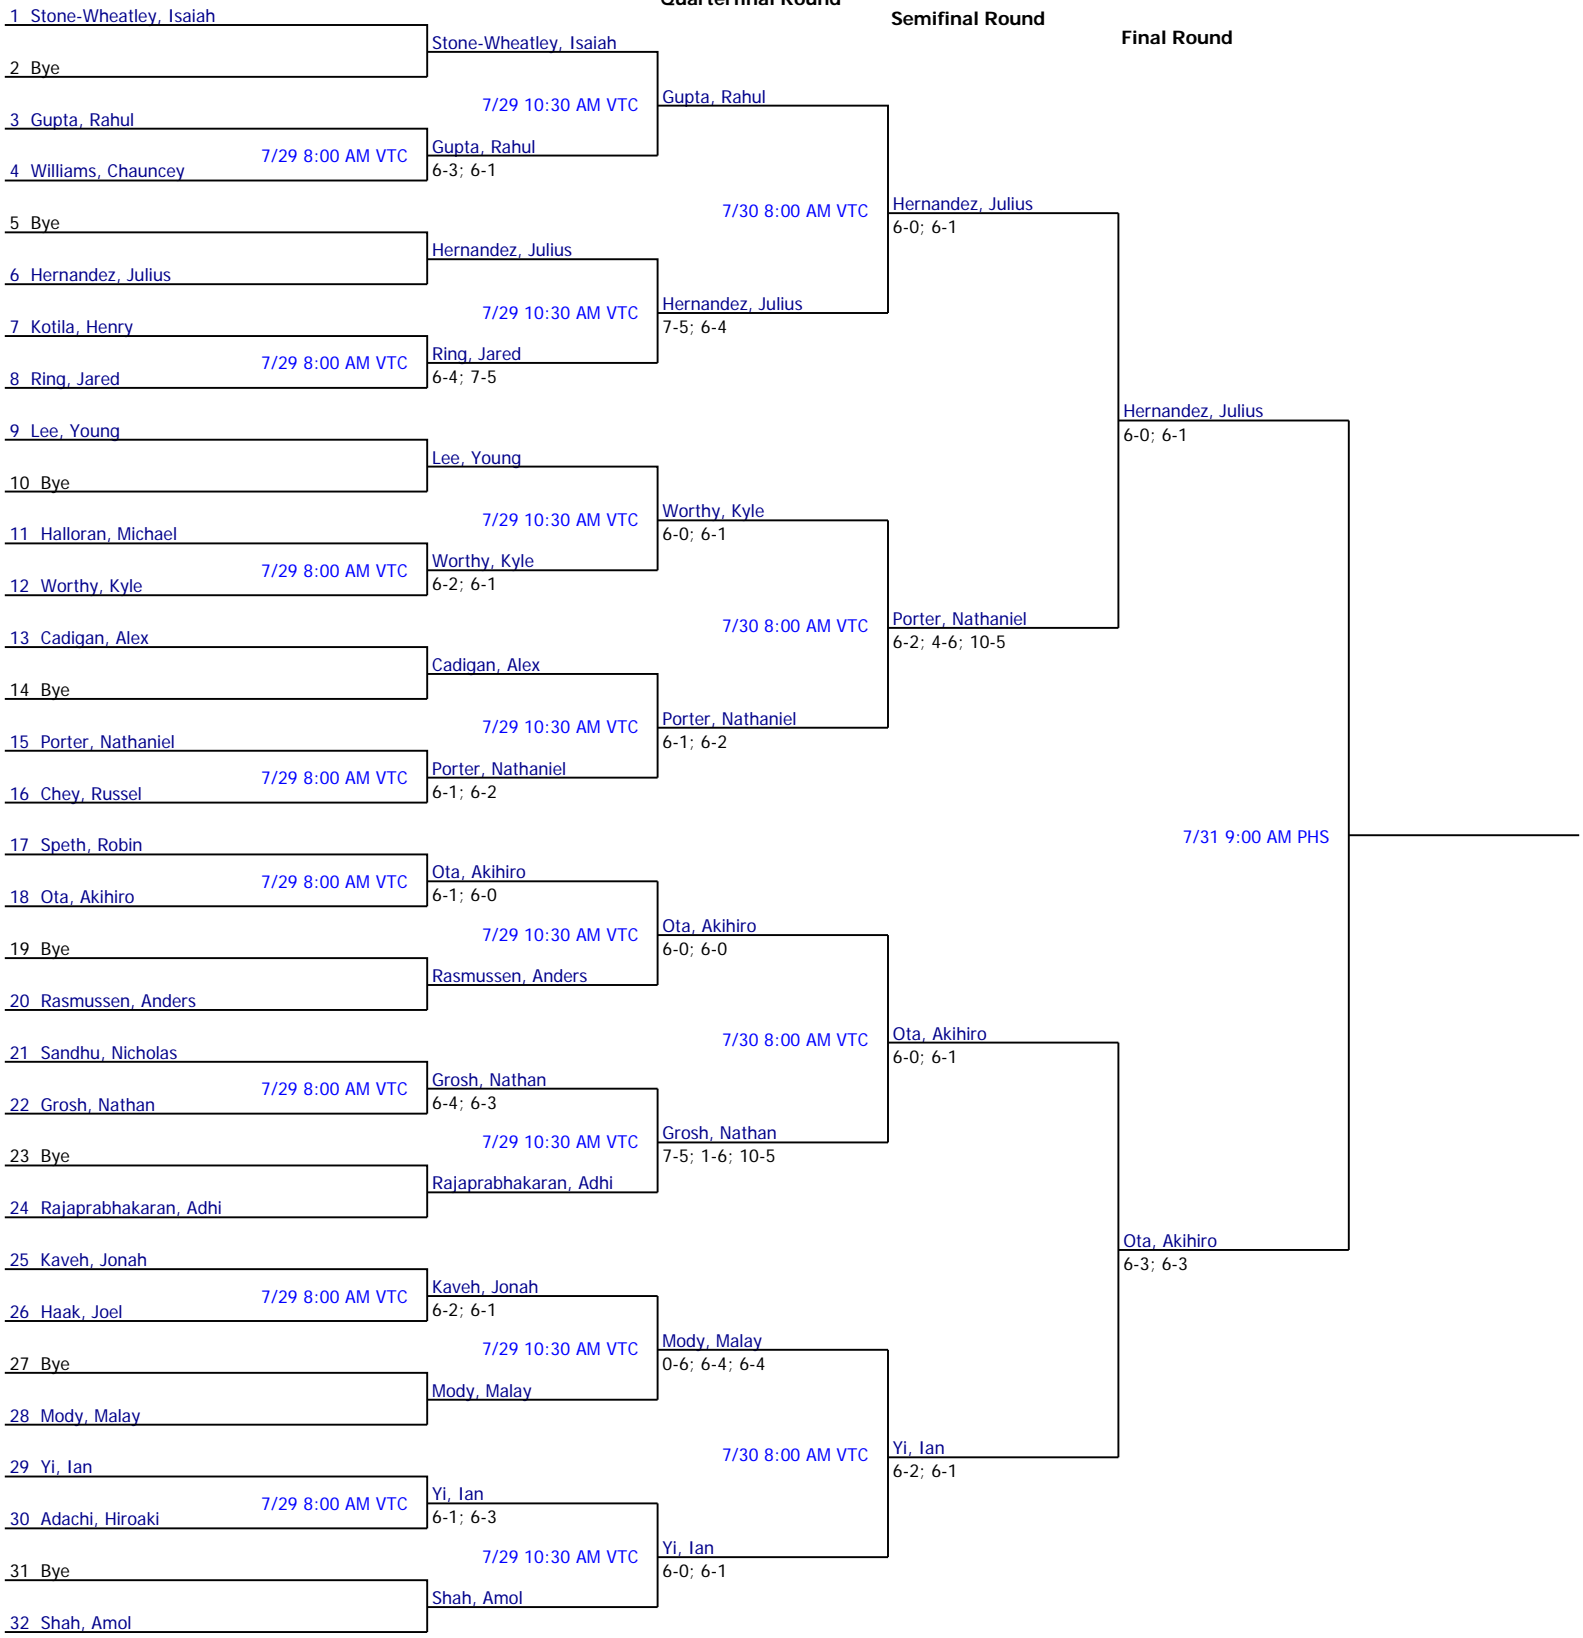 Quarterfinal Round
Semifinal Round
Final Round
1 Stone-Wheatley, Isaiah
2 Bye
3 Gupta, Rahul
4 Williams, Chauncey
5 Bye
6 Hernandez, Julius
7 Kotila, Henry
8 Ring, Jared
9 Lee, Young
10 Bye
11 Halloran, Michael
12 Worthy, Kyle
13 Cadigan, Alex
14 Bye
15 Porter, Nathaniel
16 Chey, Russel
17 Speth, Robin
18 Ota, Akihiro
19 Bye
20 Rasmussen, Anders
21 Sandhu, Nicholas
22 Grosh, Nathan
23 Bye
24 Rajaprabhakaran, Adhi
25 Kaveh, Jonah
26 Haak, Joel
27 Bye
28 Mody, Malay
29 Yi, Ian
30 Adachi, Hiroaki
31 Bye
32 Shah, Amol
Stone-Wheatley, Isaiah
7/29 8:00 AM VTC
Gupta, Rahul
6-3; 6-1
Hernandez, Julius
7/29 8:00 AM VTC
Ring, Jared
6-4; 7-5
Lee, Young
7/29 8:00 AM VTC
Worthy, Kyle
6-2; 6-1
Cadigan, Alex
7/29 8:00 AM VTC
Porter, Nathaniel
6-1; 6-2
7/29 8:00 AM VTC
Ota, Akihiro
6-1; 6-0
Rasmussen, Anders
7/29 8:00 AM VTC
Grosh, Nathan
6-4; 6-3
Rajaprabhakaran, Adhi
7/29 8:00 AM VTC
Kaveh, Jonah
6-2; 6-1
Mody, Malay
7/29 8:00 AM VTC
Yi, Ian
6-1; 6-3
Shah, Amol
7/29 10:30 AM VTC
Gupta, Rahul
7/29 10:30 AM VTC
Hernandez, Julius
7-5; 6-4
7/29 10:30 AM VTC
Worthy, Kyle
6-0; 6-1
7/29 10:30 AM VTC
Porter, Nathaniel
6-1; 6-2
7/29 10:30 AM VTC
Ota, Akihiro
6-0; 6-0
7/29 10:30 AM VTC
Grosh, Nathan
7-5; 1-6; 10-5
7/29 10:30 AM VTC
Mody, Malay
0-6; 6-4; 6-4
7/29 10:30 AM VTC
Yi, Ian
6-0; 6-1
7/30 8:00 AM VTC
Hernandez, Julius
6-0; 6-1
7/30 8:00 AM VTC
Porter, Nathaniel
6-2; 4-6; 10-5
7/30 8:00 AM VTC
Ota, Akihiro
6-0; 6-1
7/30 8:00 AM VTC
Yi, Ian
6-2; 6-1
Hernandez, Julius
6-0; 6-1
Ota, Akihiro
6-3; 6-3
7/31 9:00 AM PHS